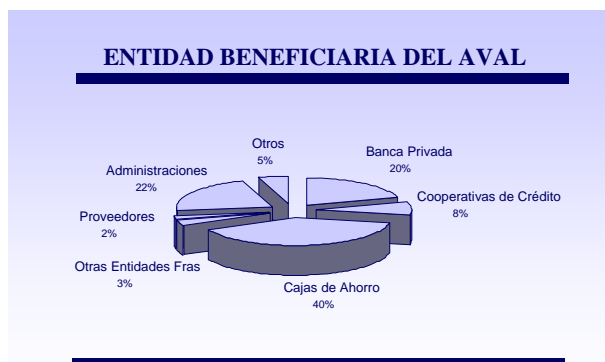 ENTIDAD BENEFICIARIA DEL AVAL
Otros
5%
Banca Privada
20%
Administraciones
22%
Cooperativas de Crédito
8%
Proveedores
2%
Otras Entidades Fras
3%
Cajas de Ahorro
40%